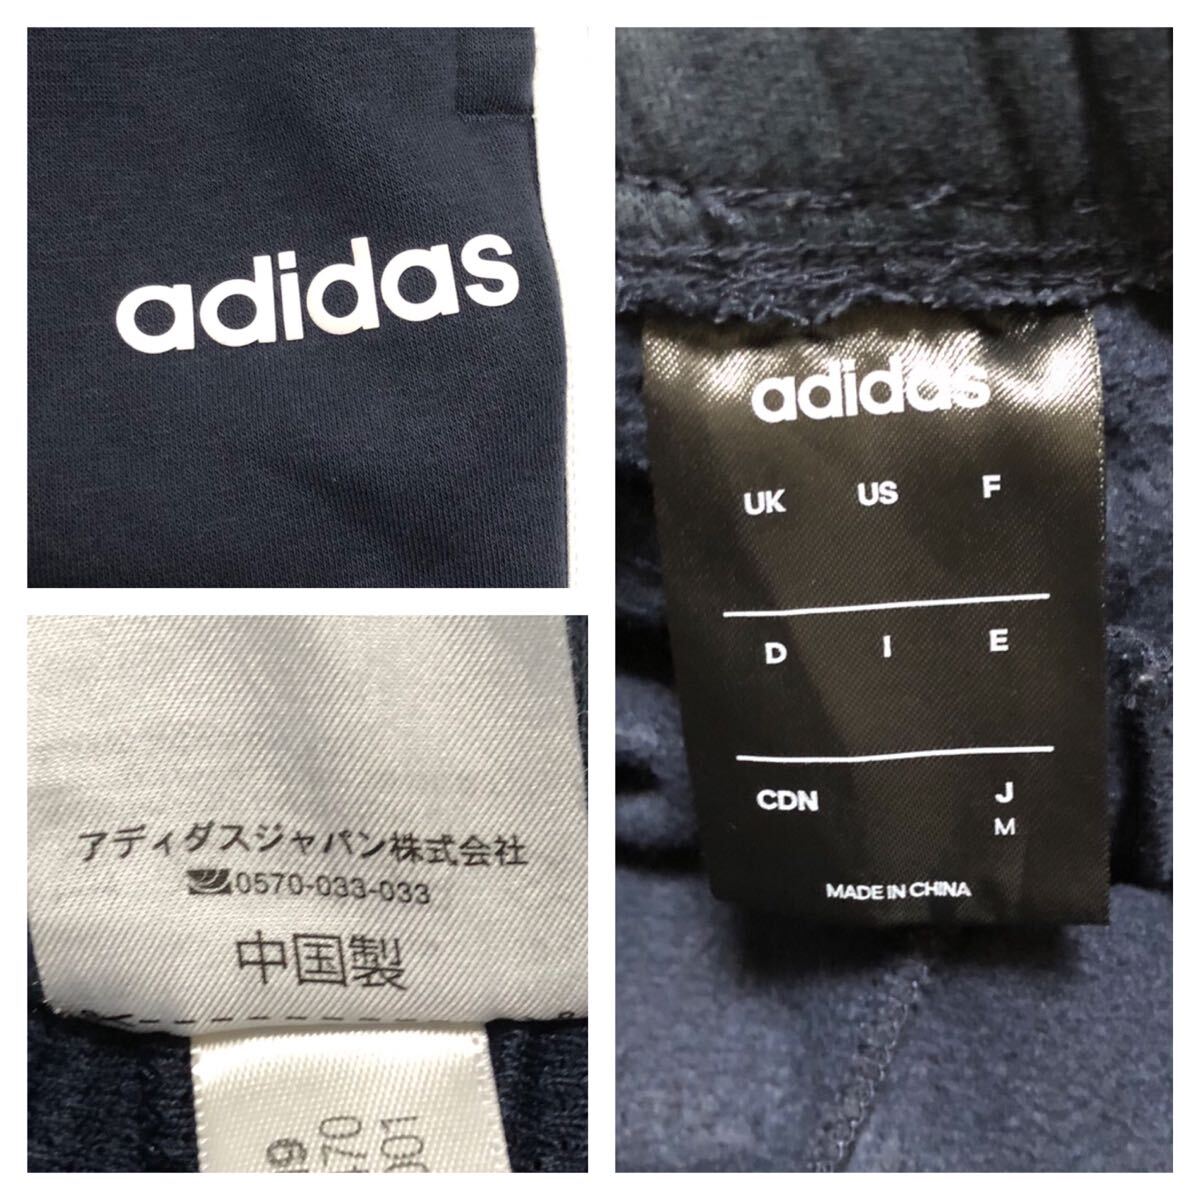 adidas
adidas
UK US F
D I E
CDN J
M
MADE IN CHINA
アディダスジャパン株式会社
0570-033-033
中国製